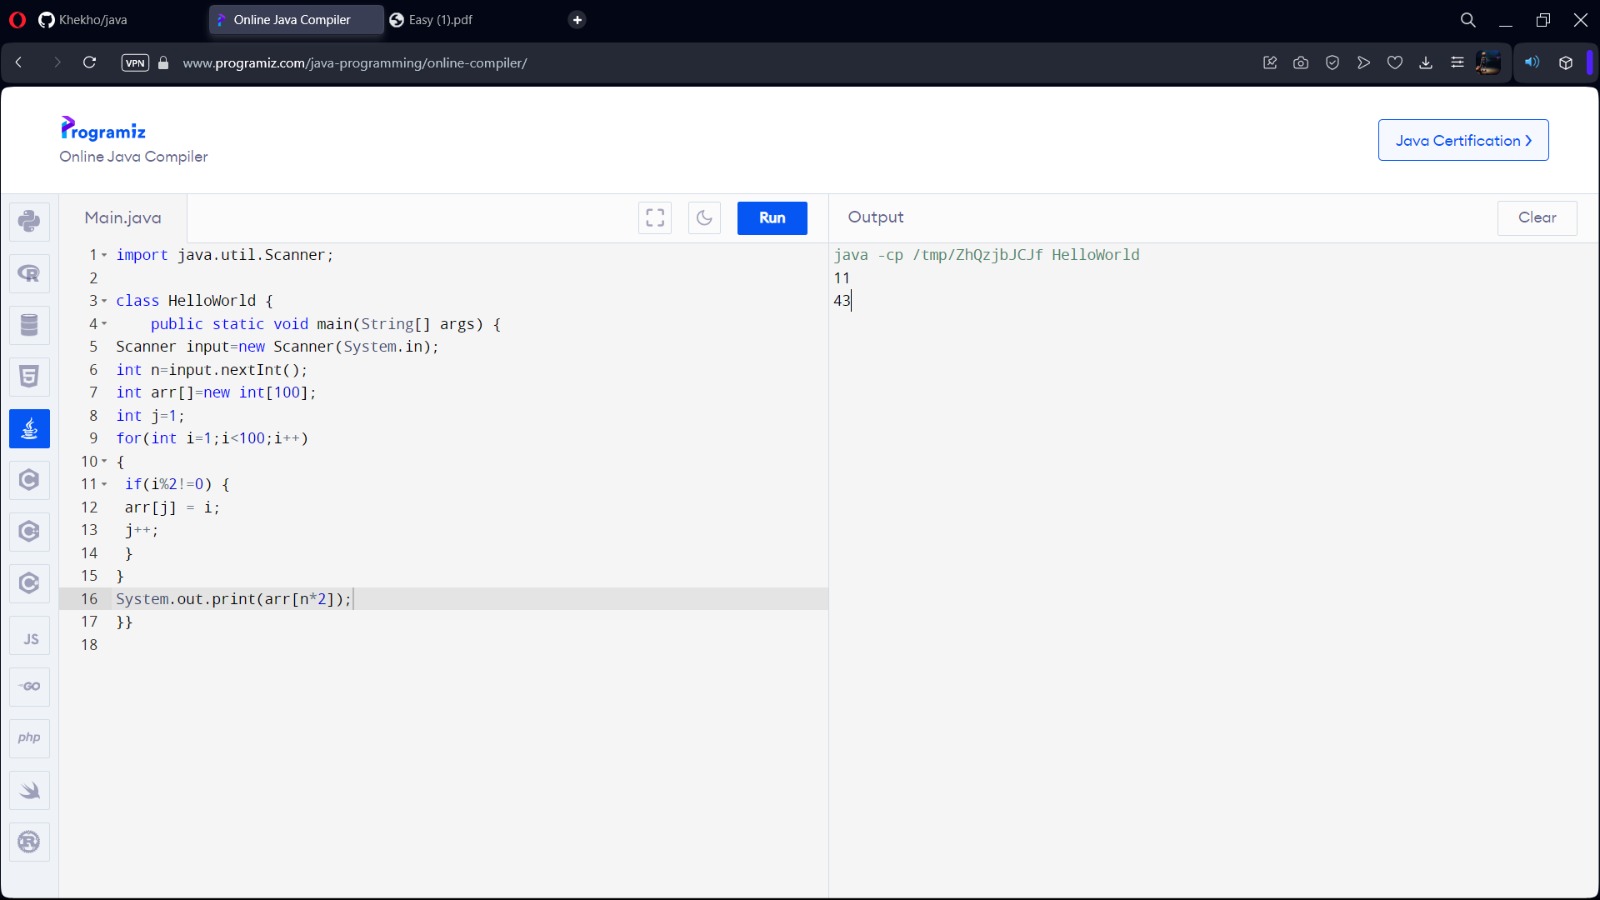 Khekho/java
Online Java Compiler
Easy (1).pdf
VPN
www.programiz.com/java-programming/online-compiler/
Programiz
Online Java Compiler
Java Certification >
Main.java
Run
Output
Clear
1 import java.util.Scanner;
2
3 class HelloWorld {
4 public static void main(String[] args) {
5 Scanner input=new Scanner(System.in);
6 int n=input.nextInt();
7 int arr[]=new int[100];
8 int j=1;
9 for(int i=1;i<100;i++)
10 {
11 if(i%2!=0) {
12 arr[j] = i;
13 j++;
14 }
15 }
16 System.out.print(arr[n*2]);
17 }}
18
java -cp /tmp/ZhQzjbJCJf HelloWorld
11
43
R
5
C
C
C
JS
GO
php
R